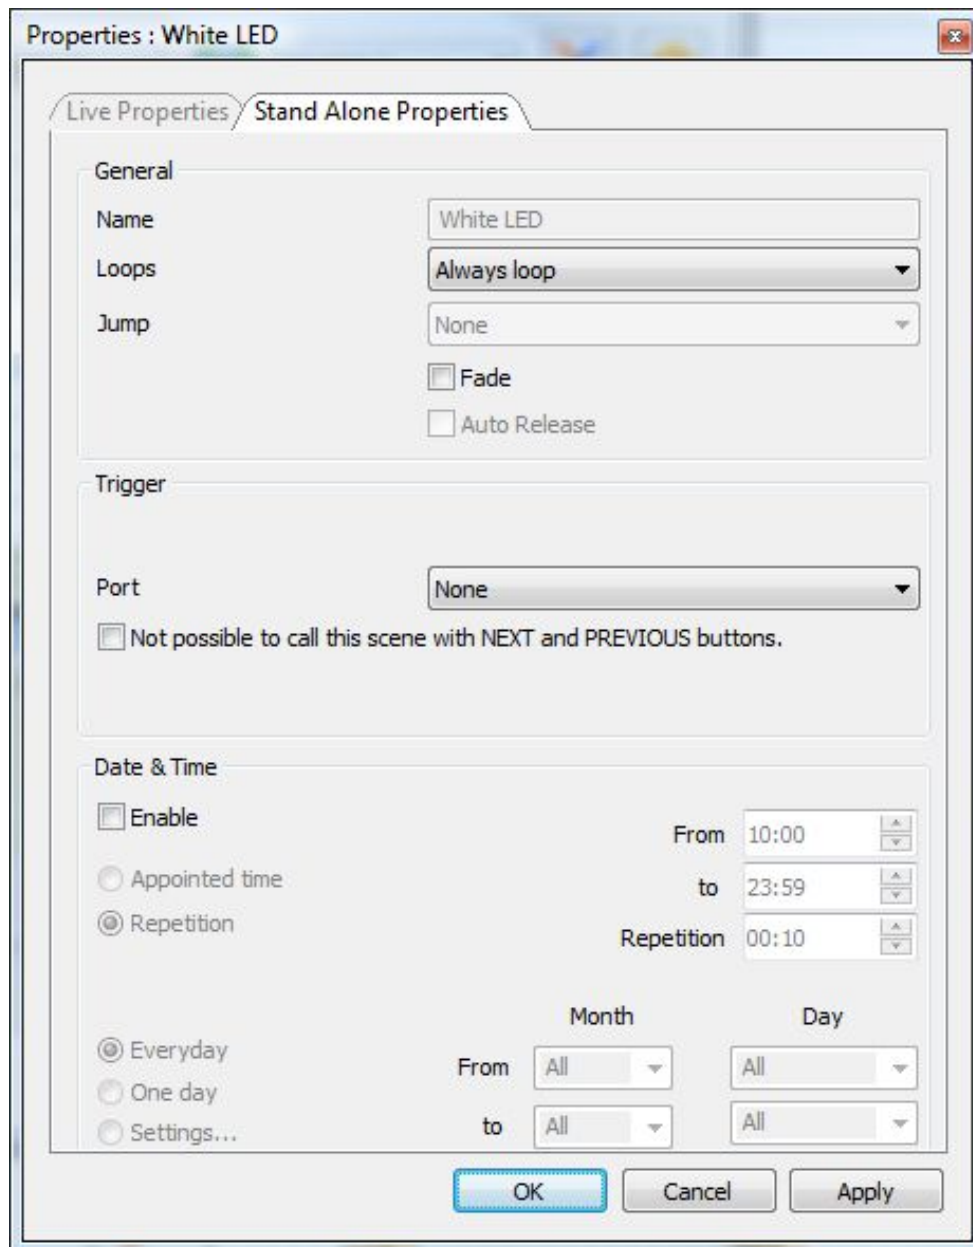 Properties : White LED
Live Properties Stand Alone Properties
General
Name White LED
Loops Always loop
Jump None
Fade
Auto Release
Trigger
Port None
Not possible to call this scene with NEXT and PREVIOUS buttons.
Date & Time
Enable
From 10:00
Appointed time
to 23:59
Repetition
Repetition 00:10
Month Day
Everyday
From All All
One day
to All All
Settings...
OK Cancel Apply